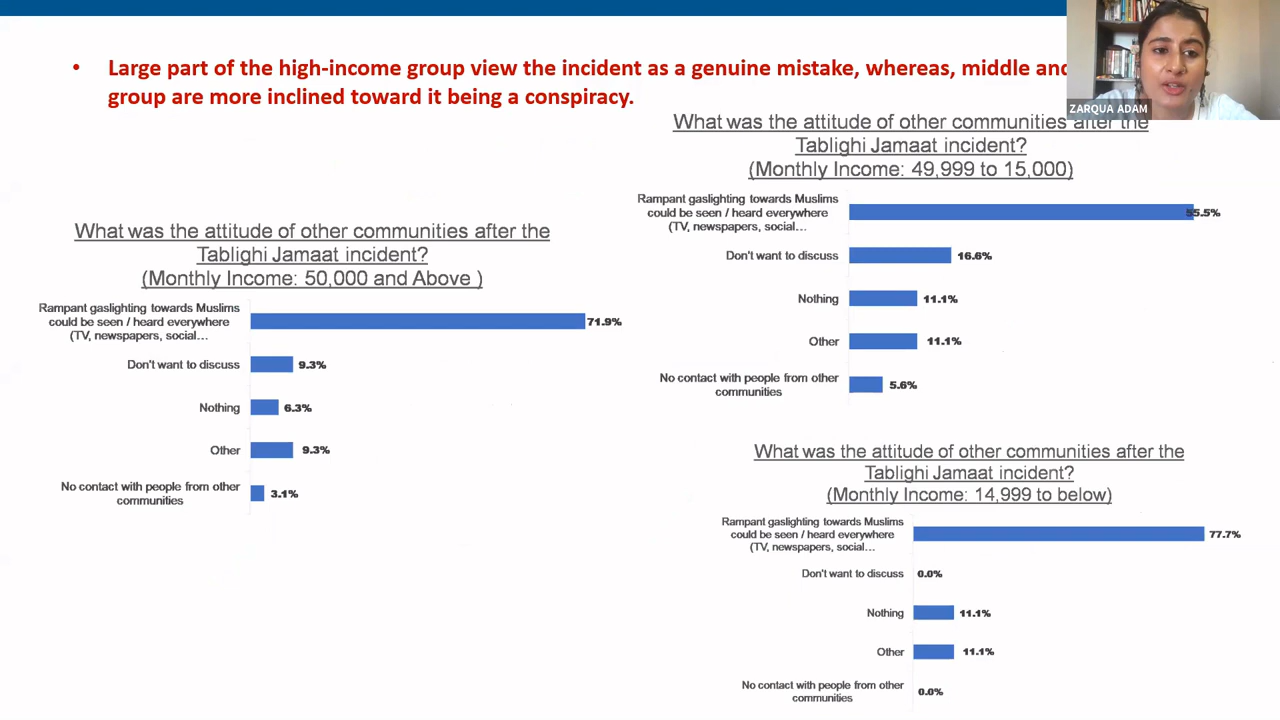 • Large part of the high-income group view the incident as a genuine mistake, whereas, middle and
group are more inclined toward it being a conspiracy.
ZARQUA ADAM
What was the attitude of other communities after the
Tablighi Jamaat incident?
(Monthly Income: 50,000 and Above )
Rampant gaslighting towards Muslims
could be seen / heard everywhere
(TV, newspapers, social…
71.9%
Don't want to discuss
9.3%
Nothing
6.3%
Other
9.3%
No contact with people from other
communities
3.1%
What was the attitude of other communities after the
Tablighi Jamaat incident?
(Monthly Income: 49,999 to 15,000)
Rampant gaslighting towards Muslims
could be seen / heard everywhere
(TV, newspapers, social…
55.5%
Don't want to discuss
16.6%
Nothing
11.1%
Other
11.1%
No contact with people from other
communities
5.6%
What was the attitude of other communities after the
Tablighi Jamaat incident?
(Monthly Income: 14,999 to below)
Rampant gaslighting towards Muslims
could be seen / heard everywhere
(TV, newspapers, social…
77.7%
Don't want to discuss
0.0%
Nothing
11.1%
Other
11.1%
No contact with people from other
communities
0.0%